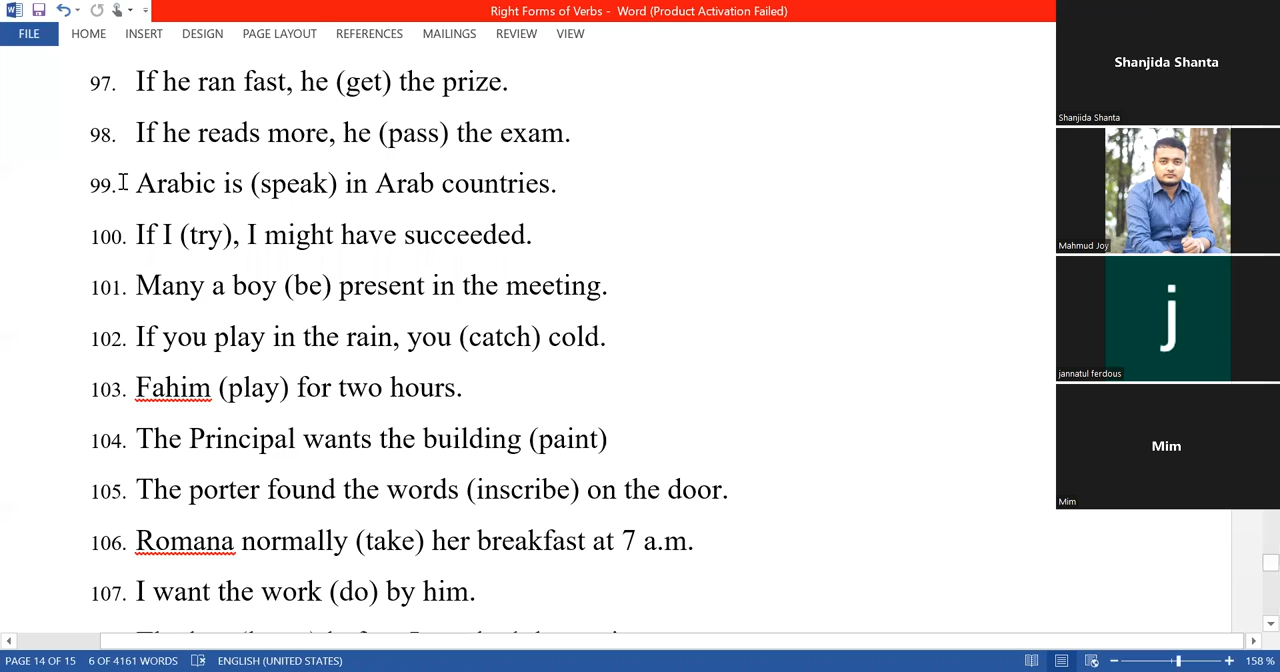 Right Forms of Verbs - Word (Product Activation Failed)
FILE HOME INSERT DESIGN PAGE LAYOUT REFERENCES MAILINGS REVIEW VIEW
97. If he ran fast, he (get) the prize.
98. If he reads more, he (pass) the exam.
99. Arabic is (speak) in Arab countries.
100. If I (try), I might have succeeded.
101. Many a boy (be) present in the meeting.
102. If you play in the rain, you (catch) cold.
103. Fahim (play) for two hours.
104. The Principal wants the building (paint)
105. The porter found the words (inscribe) on the door.
106. Romana normally (take) her breakfast at 7 a.m.
107. I want the work (do) by him.
PAGE 14 OF 15 6 OF 4161 WORDS ENGLISH (UNITED STATES) 158 %
Shanjida Shanta
Shanjida Shanta
Mahmud Joy
j
jannatul ferdous
Mim
Mim